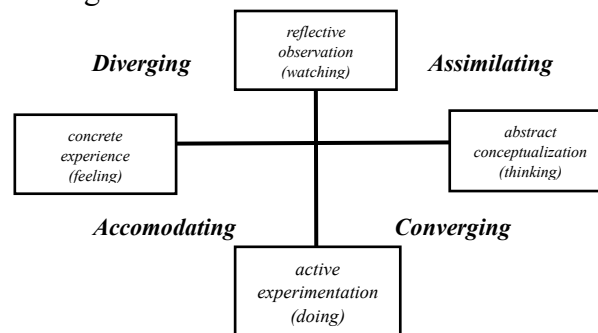 reflective
observation
(watching)
Diverging
Assimilating
concrete
experience
(feeling)
abstract
conceptualization
(thinking)
Accomodating
Converging
active
experimentation
(doing)